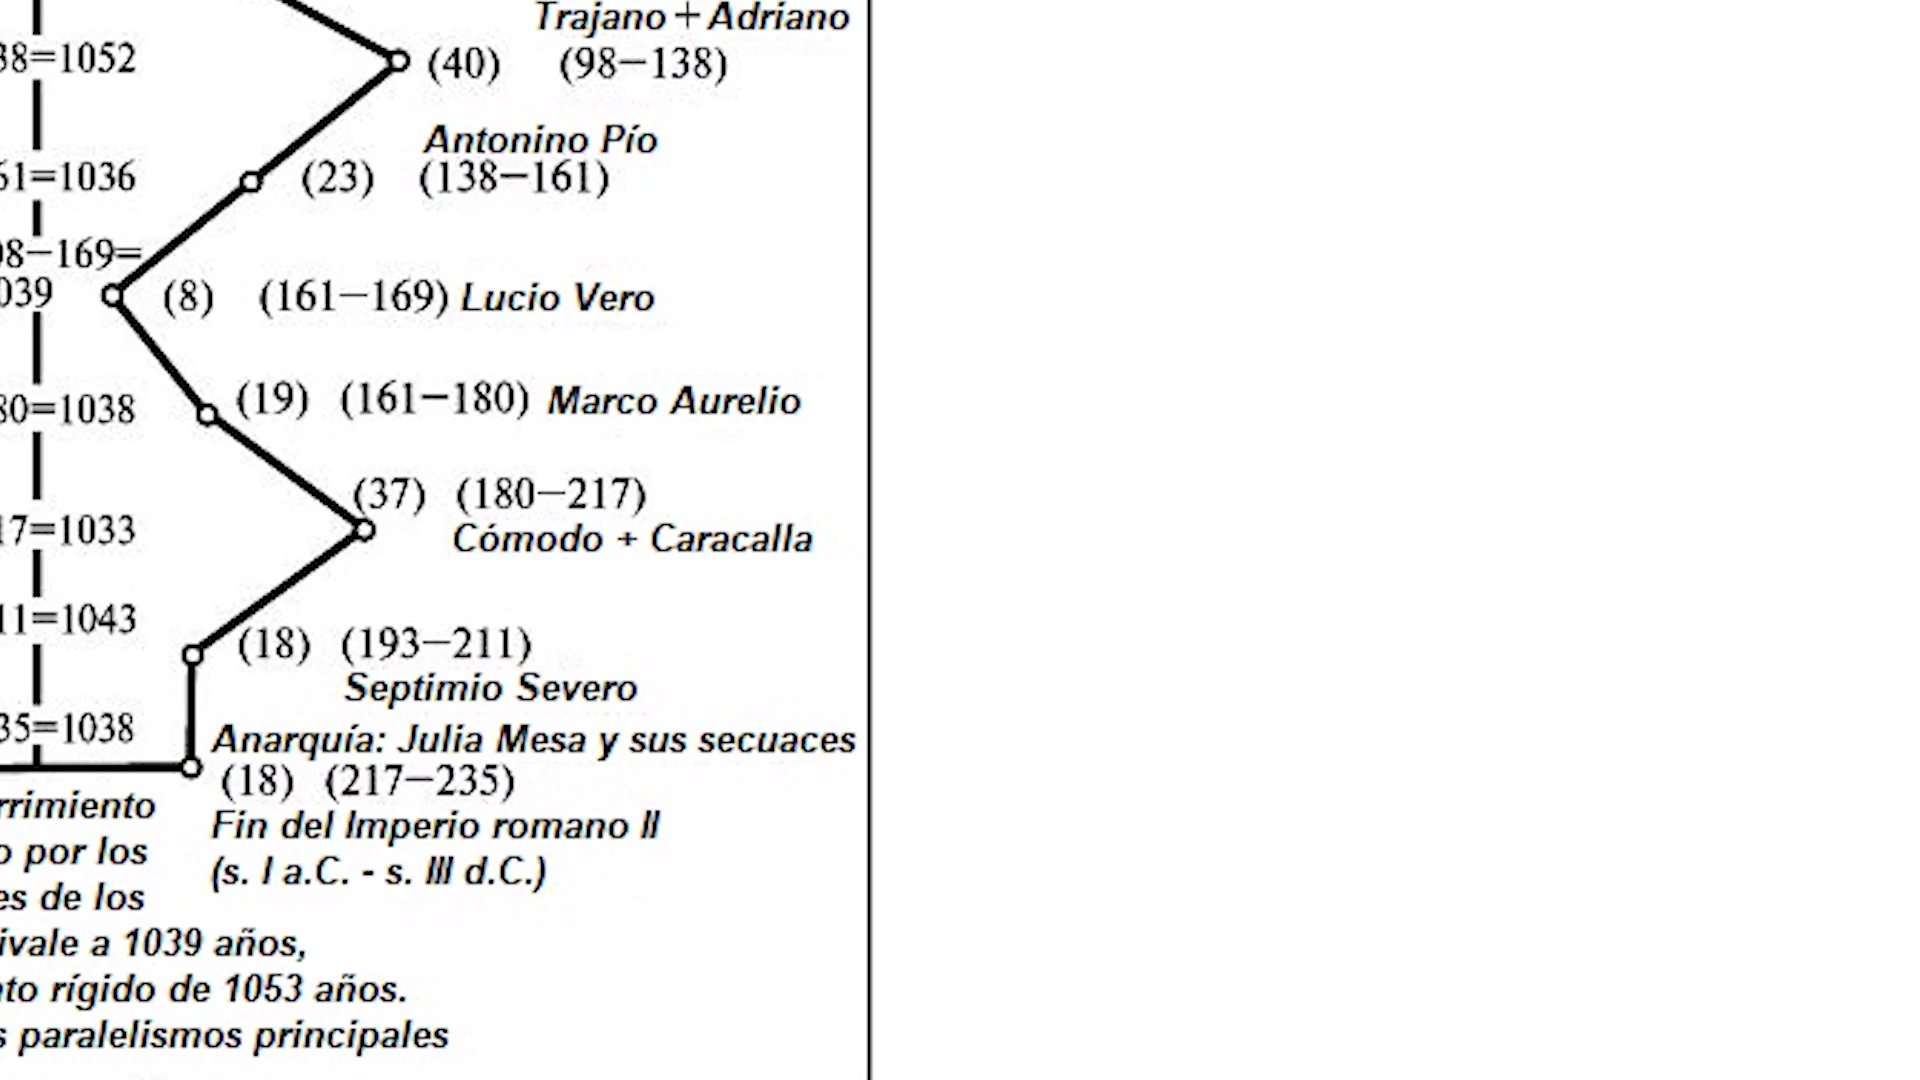 Trajano + Adriano
38=1052 (40) (98−138)
Antonino Pío
61=1036 (23) (138−161)
98−169=
039 (8) (161−169) Lucio Vero
80=1038 (19) (161−180) Marco Aurelio
(37) (180−217)
17=1033 Cómodo + Caracalla
11=1043 (18) (193−211)
Septimio Severo
35=1038 Anarquía: Julia Mesa y sus secuaces
(18) (217−235)
rrimiento Fin del Imperio romano II
o por los (s. I a.C. - s. III d.C.)
es de los
ivale a 1039 años,
nto rígido de 1053 años.
s paralelismos principales